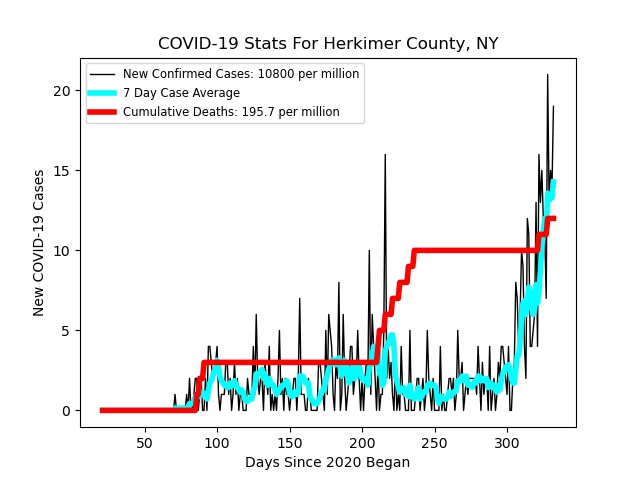 COVID-19 Stats For Herkimer County, NY
New Confirmed Cases: 10800 per million
7 Day Case Average
Cumulative Deaths: 195.7 per million
New COVID-19 Cases
20
15
10
5
0
50
100
150
200
250
300
Days Since 2020 Began